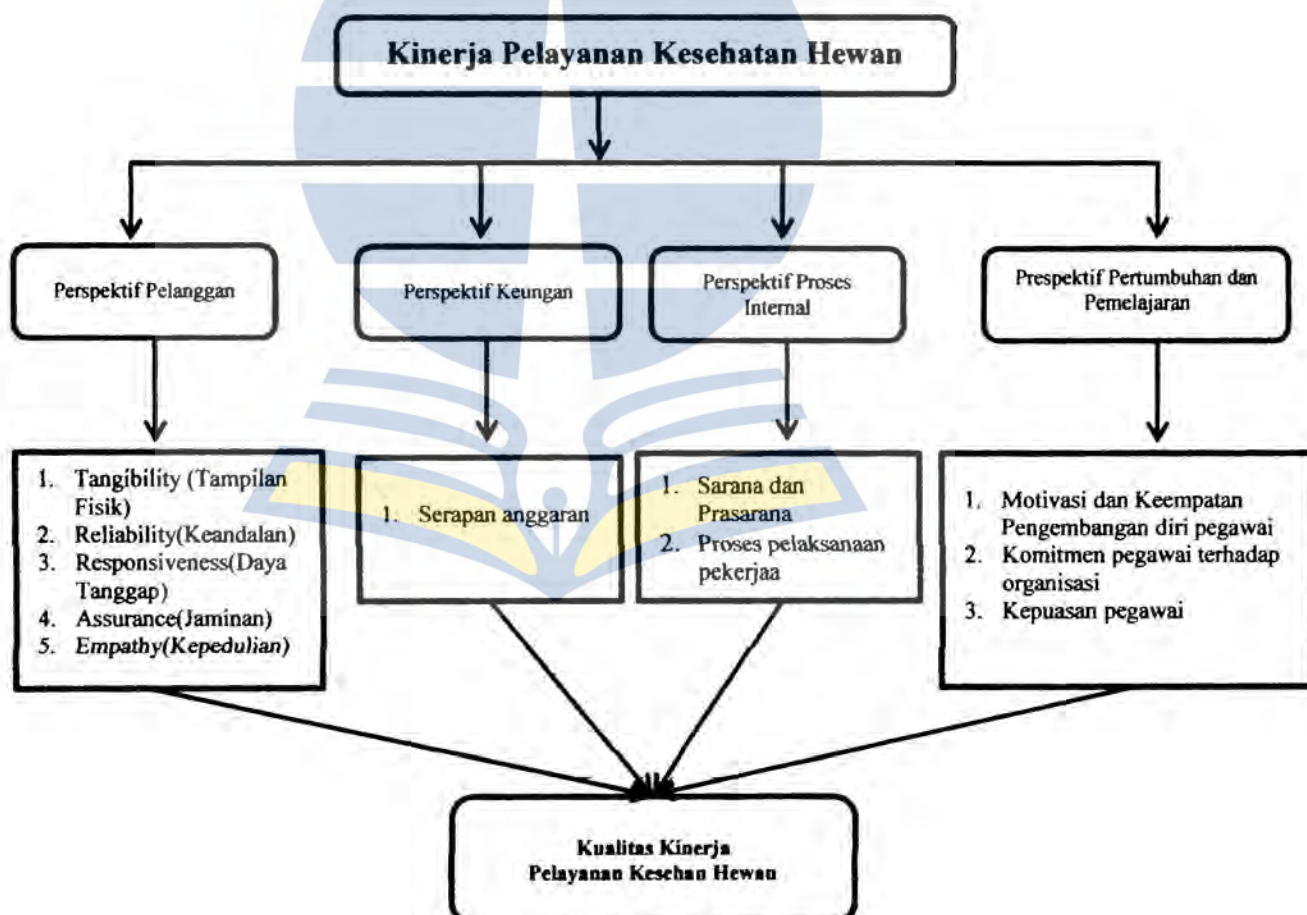 Kinerja Pelayanan Kesehatan Hewan
Perspektif Pelanggan
Perspektif Keungan
Perspektif Proses
Internal
Prespektif Pertumbuhan dan
Pemelajaran
1. Tangibility (Tampilan
Fisik)
2. Reliability(Keandalan)
3. Responsiveness(Daya
Tanggap)
4. Assurance(Jaminan)
5. Empathy(Kepedulian)
1. Serapan anggaran
1. Sarana dan
Prasarana
2. Proses pelaksanaan
pekerjaa
1. Motivasi dan Keempatan
Pengembangan diri pegawai
2. Komitmen pegawai terhadap
organisasi
3. Kepuasan pegawai
Kualitas Kinerja
Pelayanan Kesehan Hewan